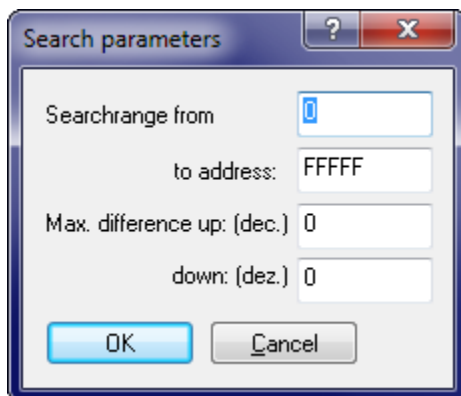 Search parameters
? X
Searchrange from 0
to address: FFFFF
Max. difference up: (dec.) 0
down: (dez.) 0
OK Cancel